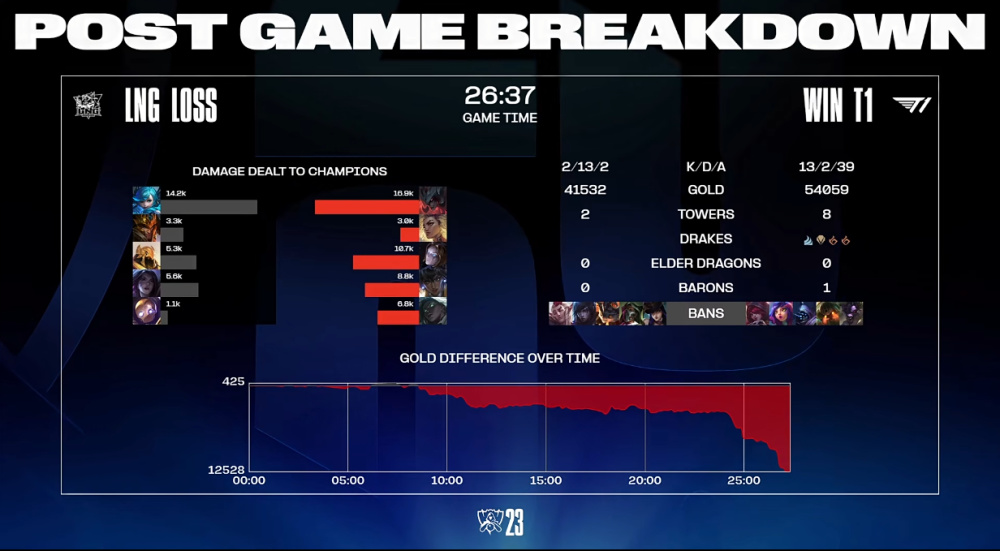 POST GAME BREAKDOWN
LNG LOSS
26:37
GAME TIME
WIN T1
DAMAGE DEALT TO CHAMPIONS
14.2k 16.9k
3.3k 3.0k
5.3k 10.7k
5.6k 8.8k
1.1k 6.8k
2/13/2 K/D/A 13/2/39
41532 GOLD 54059
2 TOWERS 8
DRAKES
0 ELDER DRAGONS 0
0 BARONS 1
BANS
GOLD DIFFERENCE OVER TIME
425
12528
00:00 05:00 10:00 15:00 20:00 25:00
23